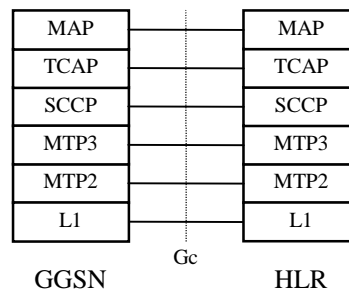 MAP MAP
TCAP TCAP
SCCP SCCP
MTP3 MTP3
MTP2 MTP2
L1 L1
Gc
GGSN HLR